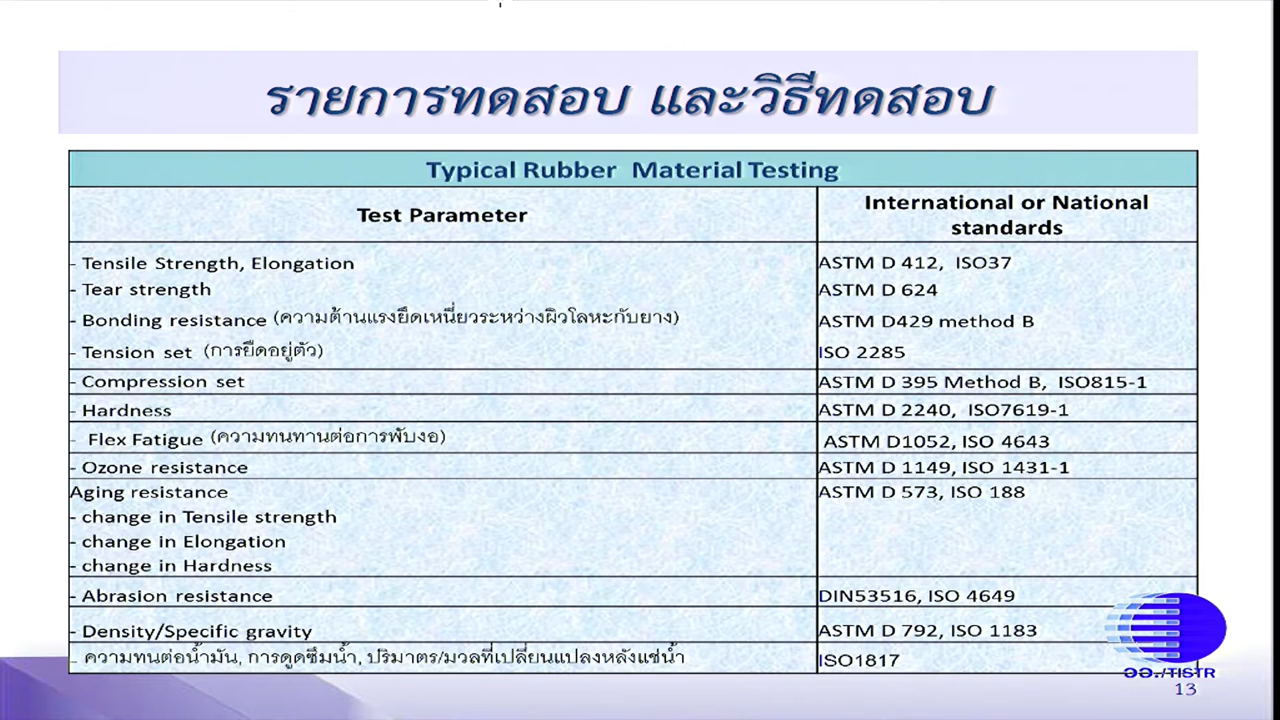 รายการทดสอบ และวิธีทดสอบ
Typical Rubber Material Testing
Test Parameter
International or National
standards
- Tensile Strength, Elongation
ASTM D 412, ISO37
- Tear strength
ASTM D 624
- Bonding resistance (ความต้านแรงยึดเหนี่ยวระหว่างผิวโลหะกับยาง)
ASTM D429 method B
- Tension set (การยืดอยู่ตัว)
ISO 2285
- Compression set
ASTM D 395 Method B, ISO815-1
- Hardness
ASTM D 2240, ISO7619-1
- Flex Fatigue (ความทนทานต่อการพับงอ)
ASTM D1052, ISO 4643
- Ozone resistance
ASTM D 1149, ISO 1431-1
Aging resistance
ASTM D 573, ISO 188
- change in Tensile strength
- change in Elongation
- change in Hardness
- Abrasion resistance
DIN53516, ISO 4649
- Density/Specific gravity
ASTM D 792, ISO 1183
- ความทนต่อน้ำมัน, การดูดซึมน้ำ, ปริมาตร/มวลที่เปลี่ยนแปลงหลังแช่น้ำ
ISO1817
วว./TISTR
13